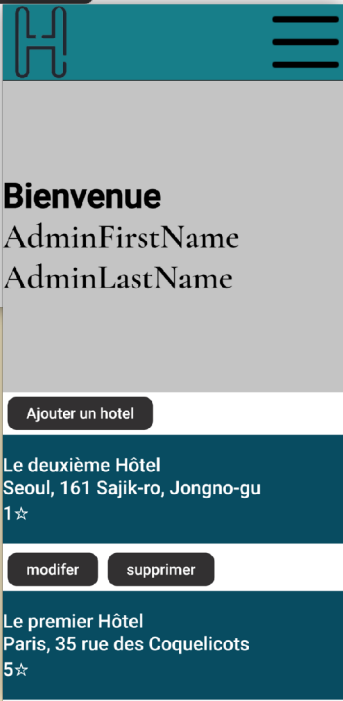 H
Bienvenue
AdminFirstName
AdminLastName
Ajouter un hotel
Le deuxième Hôtel
Seoul, 161 Sajik-ro, Jongno-gu
1☆
modifer supprimer
Le premier Hôtel
Paris, 35 rue des Coquelicots
5☆